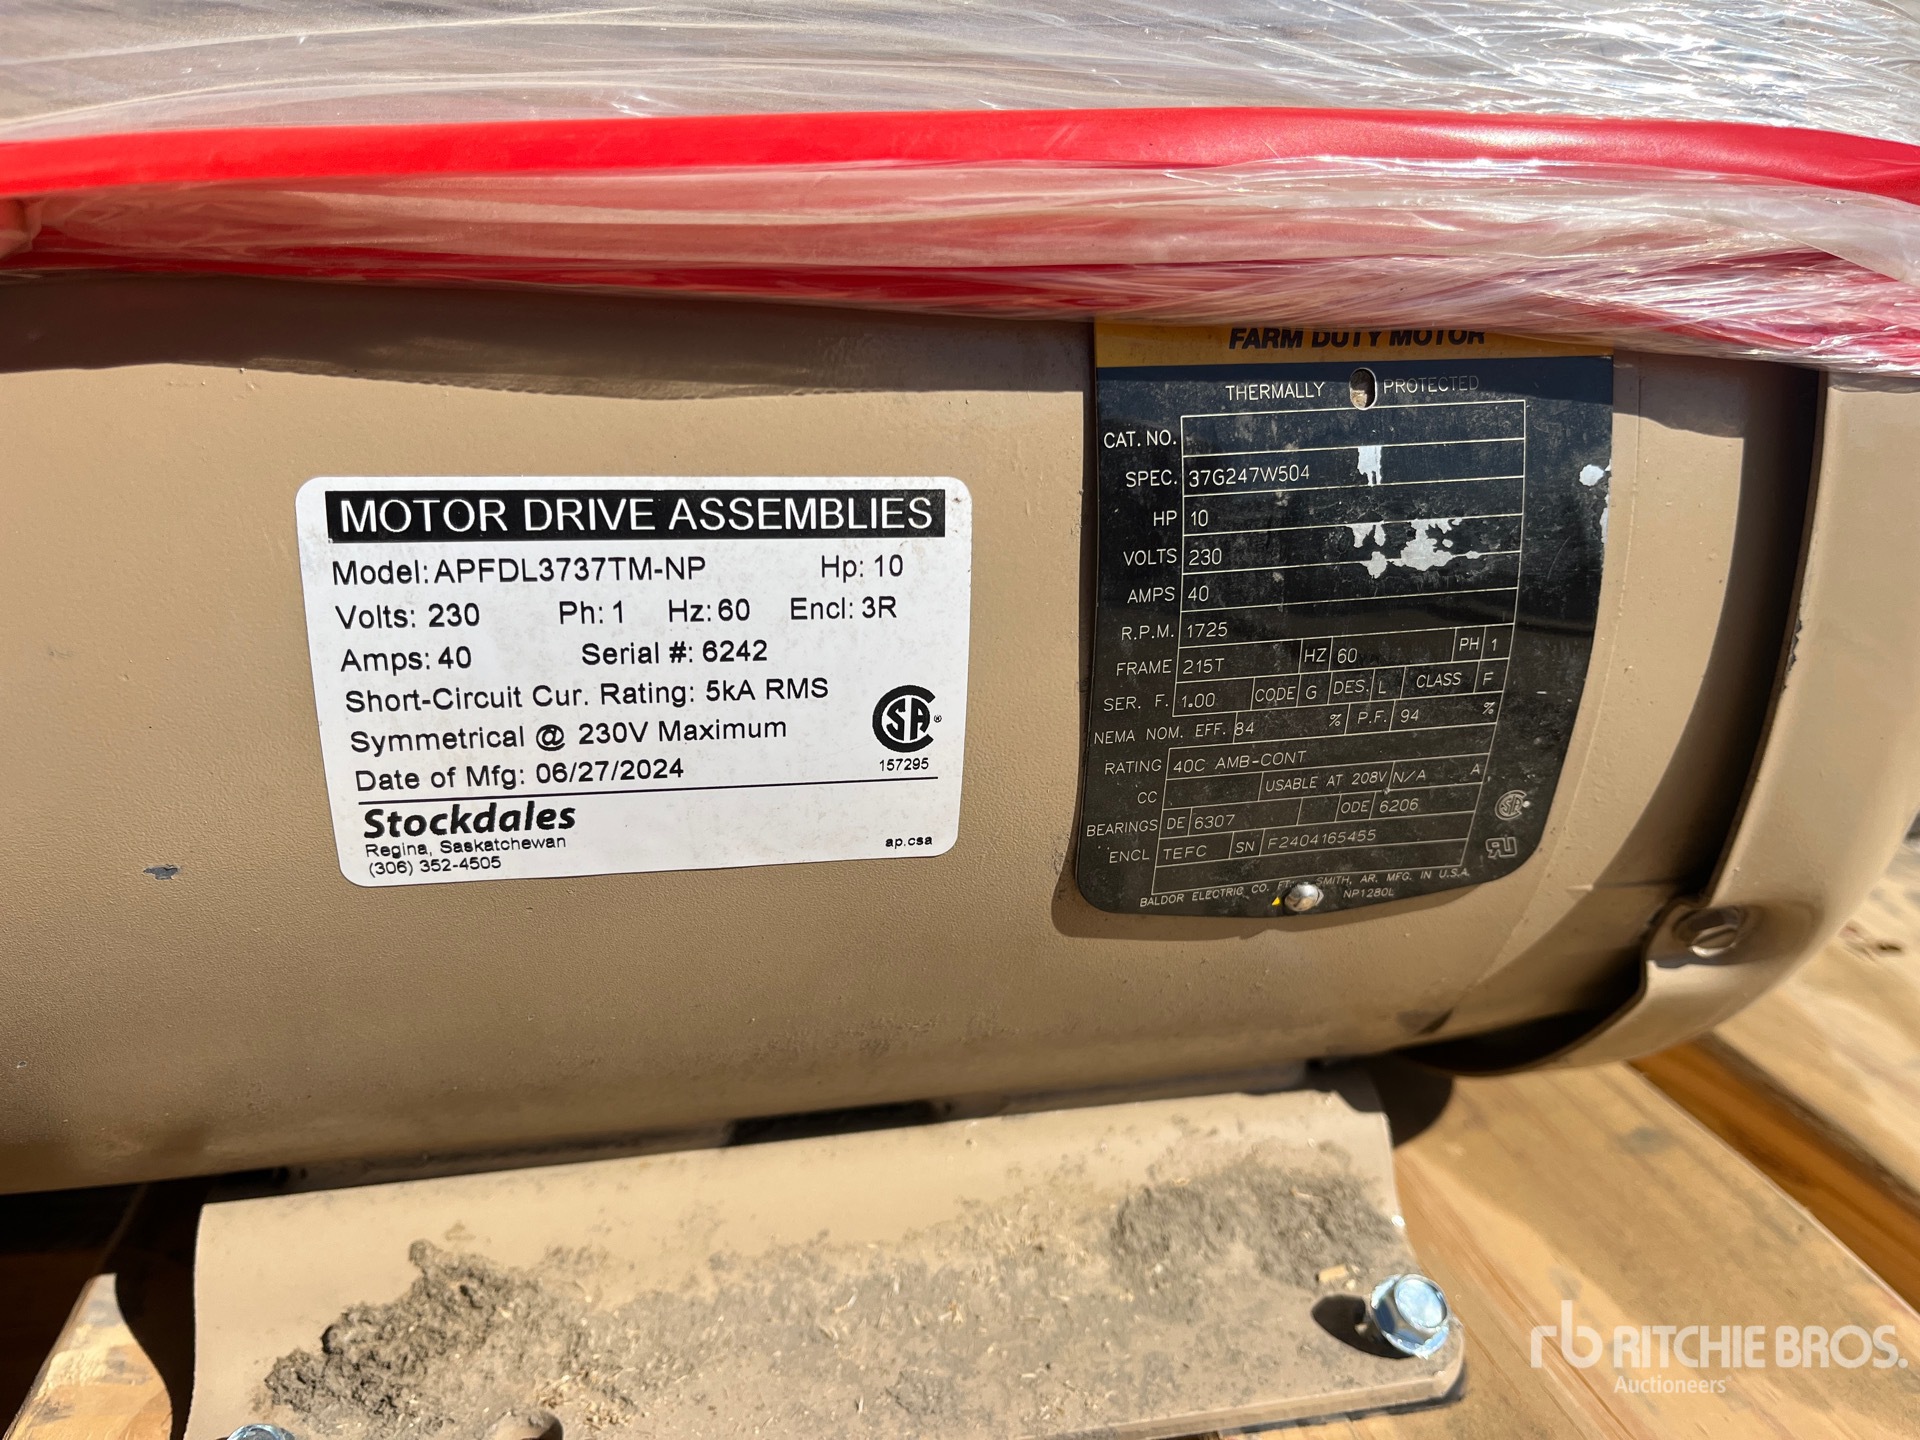 MOTOR DRIVE ASSEMBLIES
Model: APFDL3737TM-NP Hp: 10
Volts: 230 Ph: 1 Hz: 60 Encl: 3R
Amps: 40 Serial #: 6242
Short-Circuit Cur. Rating: 5kA RMS
Symmetrical @ 230V Maximum
Date of Mfg: 06/27/2024
SA ®
157295
Stockdales
Regina, Saskatchewan
(306) 352-4505
ap.csa
FARM DUTY MOTOR
THERMALLY PROTECTED
CAT. NO.
SPEC. 37G247W504
HP 10
VOLTS 230
AMPS 40
R.P.M. 1725
FRAME 215T HZ 60 PH 1
SER. F. 1.00 CODE G DES. L CLASS F
NEMA NOM. EFF. 84 % P.F. 94 %
RATING 40C AMB-CONT
CC USABLE AT 208V N/A A
BEARINGS DE 6307 ODE 6206
ENCL TEFC SN F2404165455
BALDOR ELECTRIC CO. FT. SMITH, AR. MFG. IN U.S.A.
NP1280L
rb RITCHIE BROS.
Auctioneers